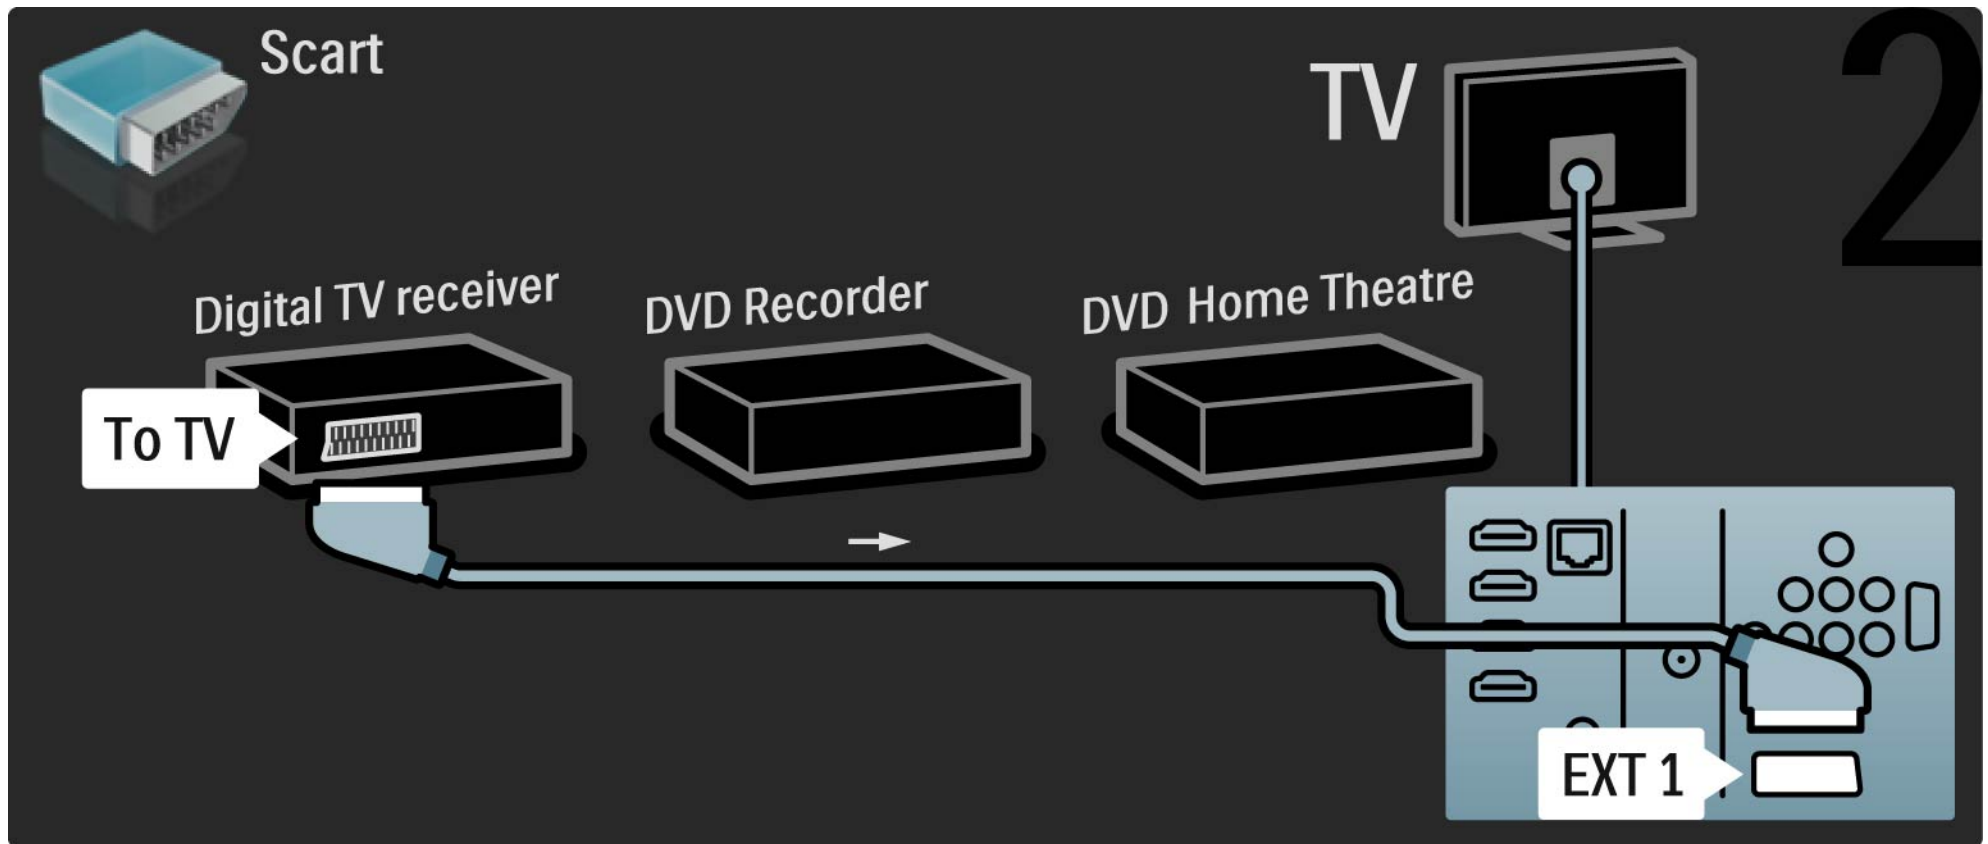 Scart
TV
2
Digital TV receiver
DVD Recorder
DVD Home Theatre
To TV
EXT 1